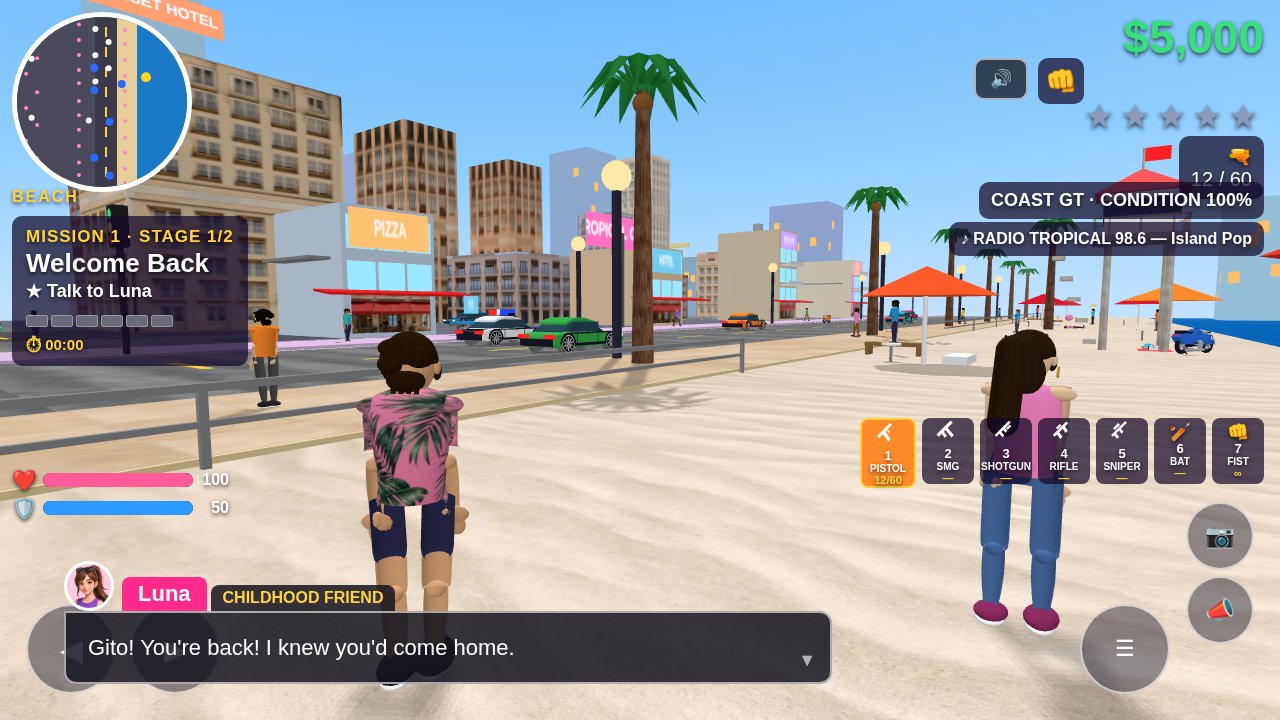 SET HOTEL
$5,000
12 / 60
BEACH
COAST GT · CONDITION 100%
♪ RADIO TROPICAL 98.6 — Island Pop
MISSION 1 · STAGE 1/2
Welcome Back
★ Talk to Luna
00:00
PIZZA
HOTEL
1
PISTOL
12/60
2
SMG
—
3
SHOTGUN
—
4
RIFLE
—
5
SNIPER
—
6
BAT
—
7
FIST
∞
100
50
Luna
CHILDHOOD FRIEND
Gito! You're back! I knew you'd come home.